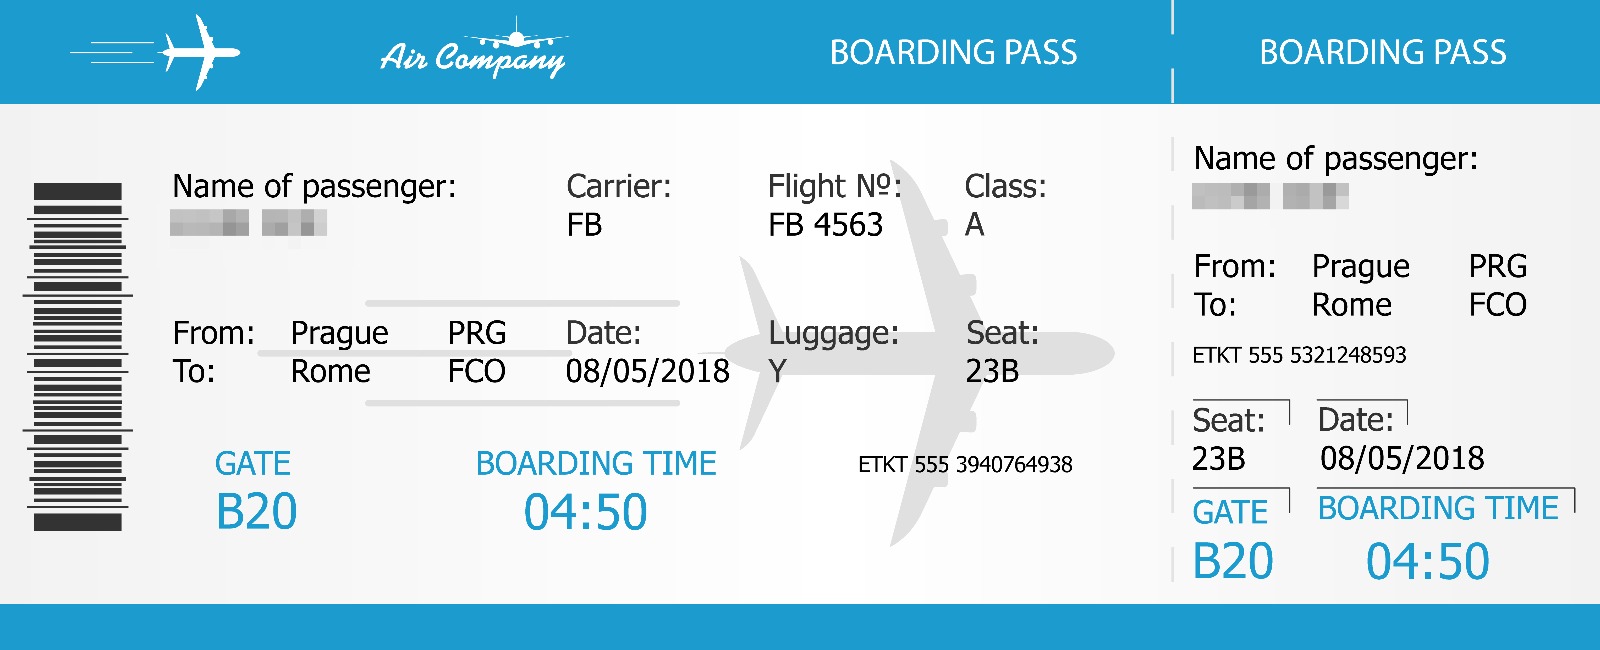 Air Company
BOARDING PASS
BOARDING PASS
Name of passenger:
Carrier:
FB
Flight Nº:
FB 4563
Class:
A
From: Prague PRG
To: Rome FCO
Date:
08/05/2018
Luggage:
Y
Seat:
23B
GATE
B20
BOARDING TIME
04:50
ETKT 555 3940764938
Name of passenger:
From: Prague PRG
To: Rome FCO
ETKT 555 5321248593
Seat:
23B
Date:
08/05/2018
GATE
B20
BOARDING TIME
04:50